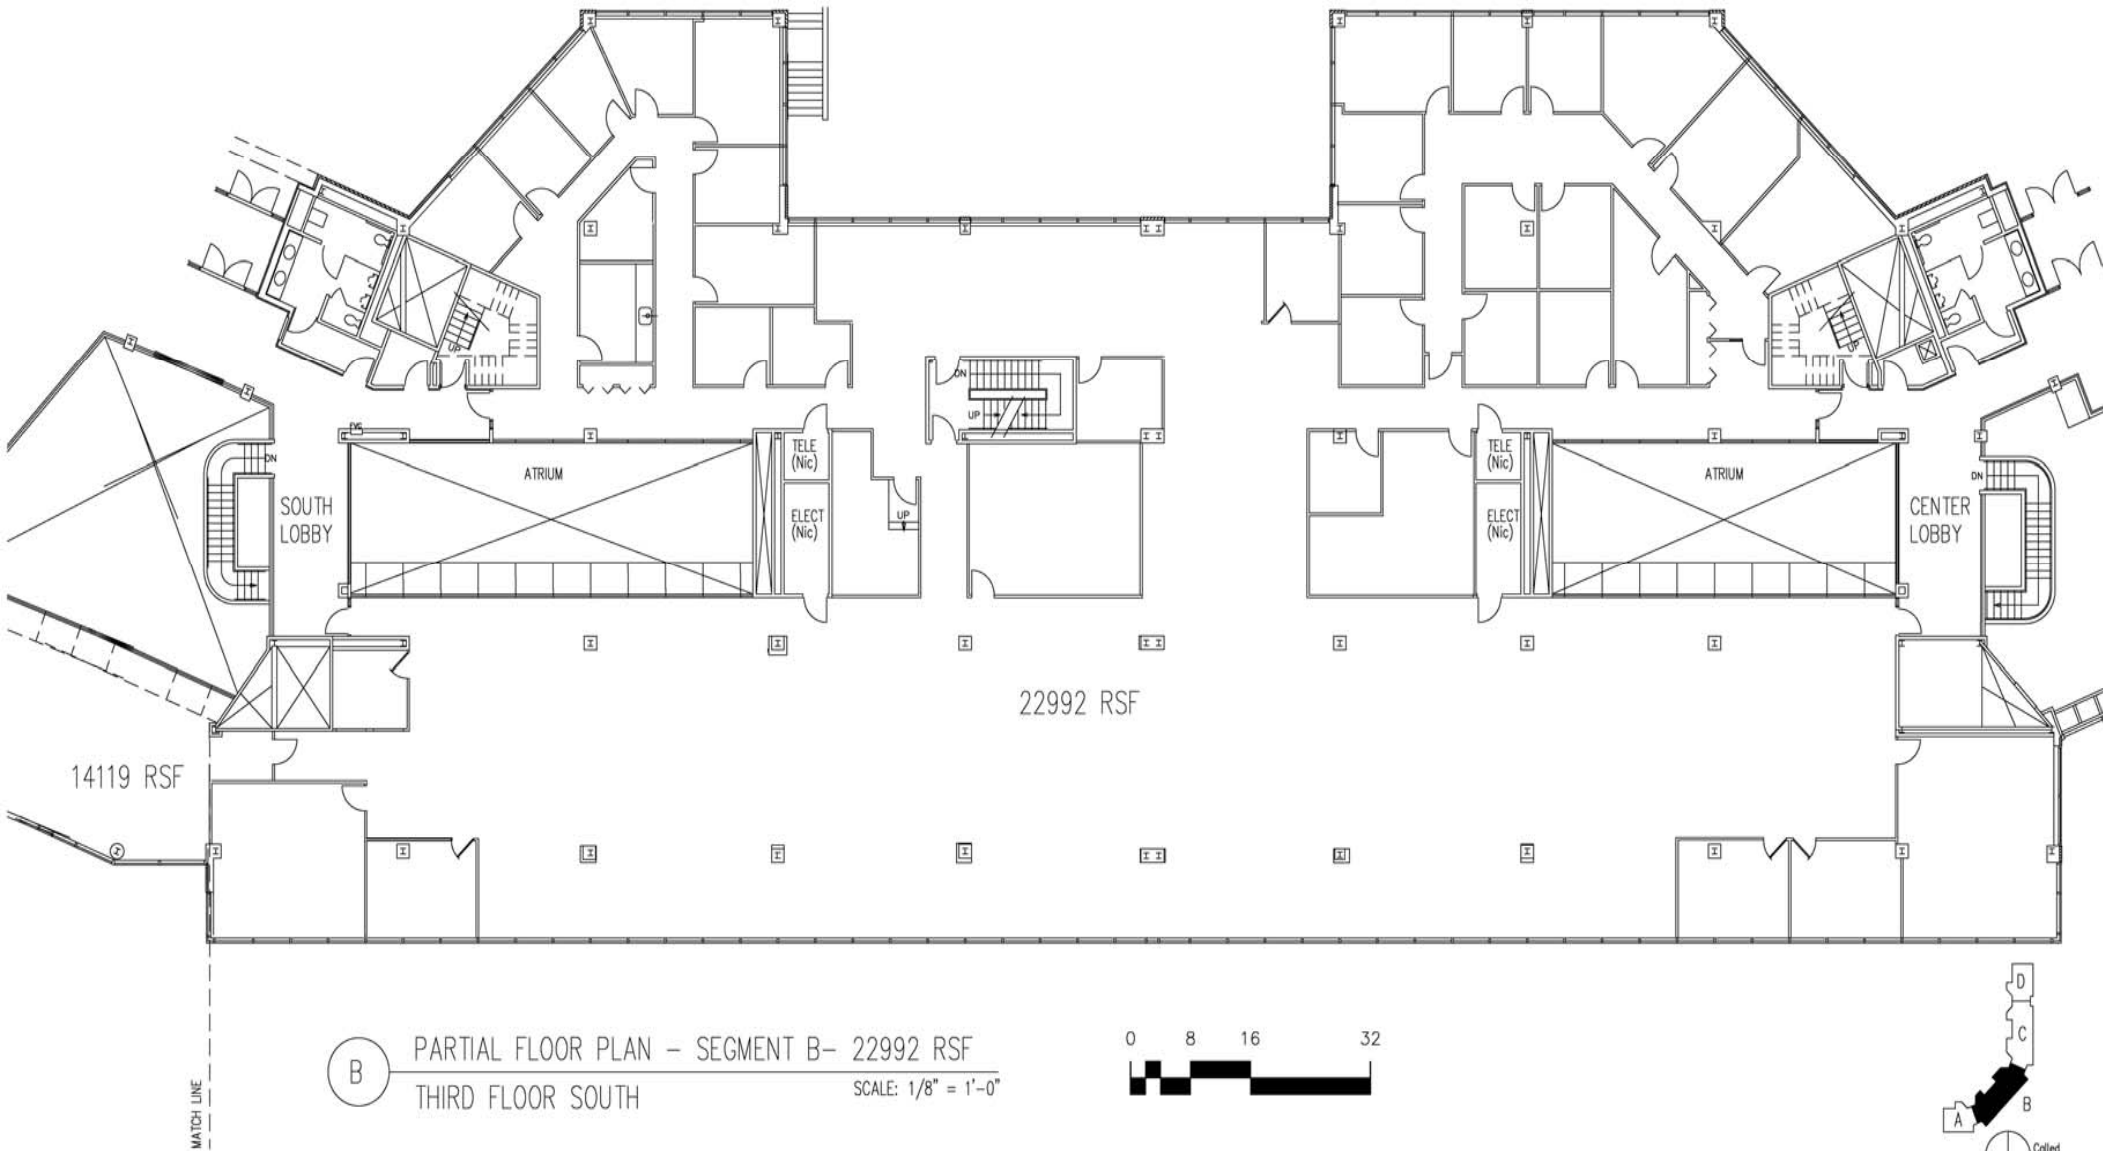 DN
UP
UP
UP
FVC
DN
ATRIUM
TELE
(Nic)
UP
TELE
(Nic)
ATRIUM
DN
SOUTH
LOBBY
ELECT
(Nic)
ELECT
(Nic)
CENTER
LOBBY
22992 RSF
14119 RSF
MATCH LINE
B
PARTIAL FLOOR PLAN - SEGMENT B- 22992 RSF
SCALE: 1/8" = 1'-0"
THIRD FLOOR SOUTH
0 8 16 32
D
C
B
A
Called